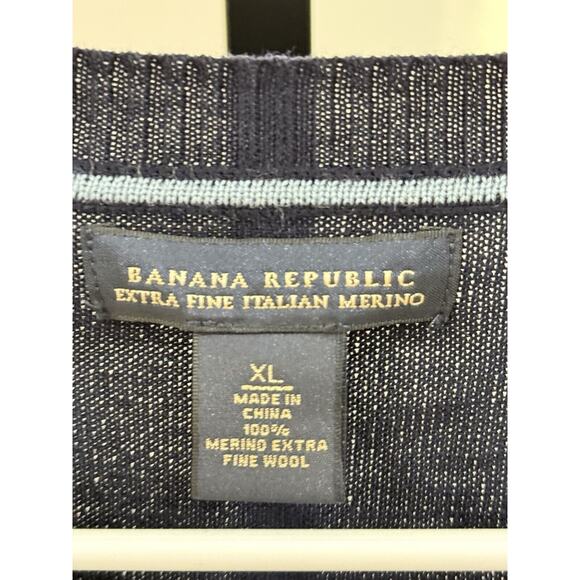 BANANA REPUBLIC
EXTRA FINE ITALIAN MERINO
XL
MADE IN
CHINA
100%
MERINO EXTRA
FINE WOOL